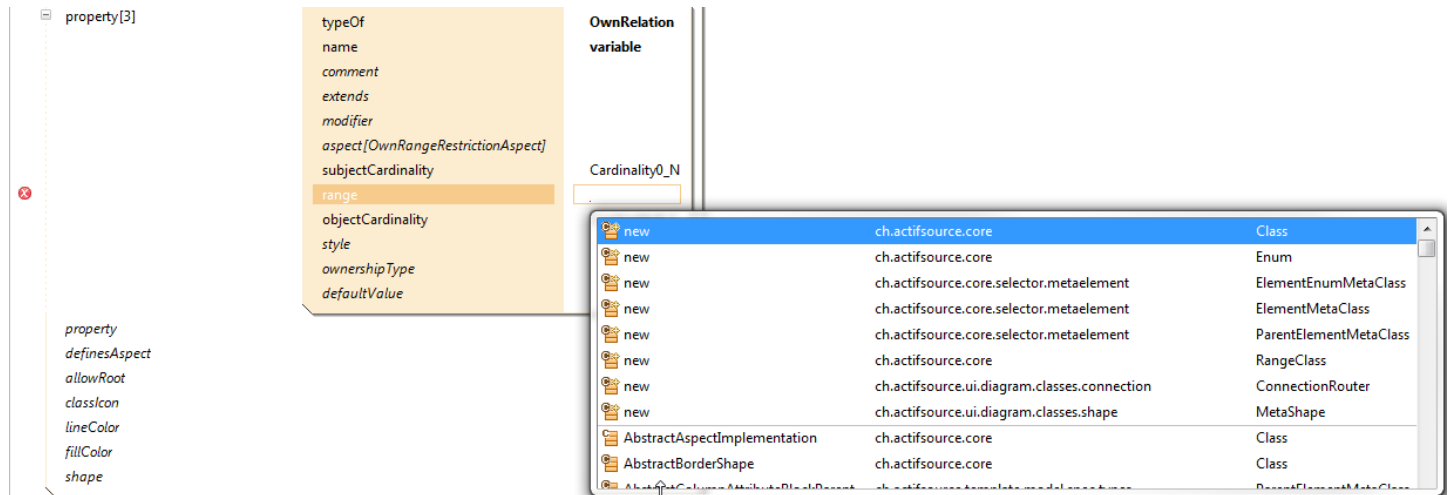 property[3] typeOf OwnRelation
name variable
comment
extends
modifier
aspect[OwnRangeRestrictionAspect]
subjectCardinality Cardinality0_N
range .
objectCardinality
style
ownershipType
defaultValue
property
definesAspect
allowRoot
classIcon
lineColor
fillColor
shape
new ch.actifsource.core Class
new ch.actifsource.core Enum
new ch.actifsource.core.selector.metaelement ElementEnumMetaClass
new ch.actifsource.core.selector.metaelement ElementMetaClass
new ch.actifsource.core.selector.metaelement ParentElementMetaClass
new ch.actifsource.core RangeClass
new ch.actifsource.ui.diagram.classes.connection ConnectionRouter
new ch.actifsource.ui.diagram.classes.shape MetaShape
AbstractAspectImplementation ch.actifsource.core Class
AbstractBorderShape ch.actifsource.core Class